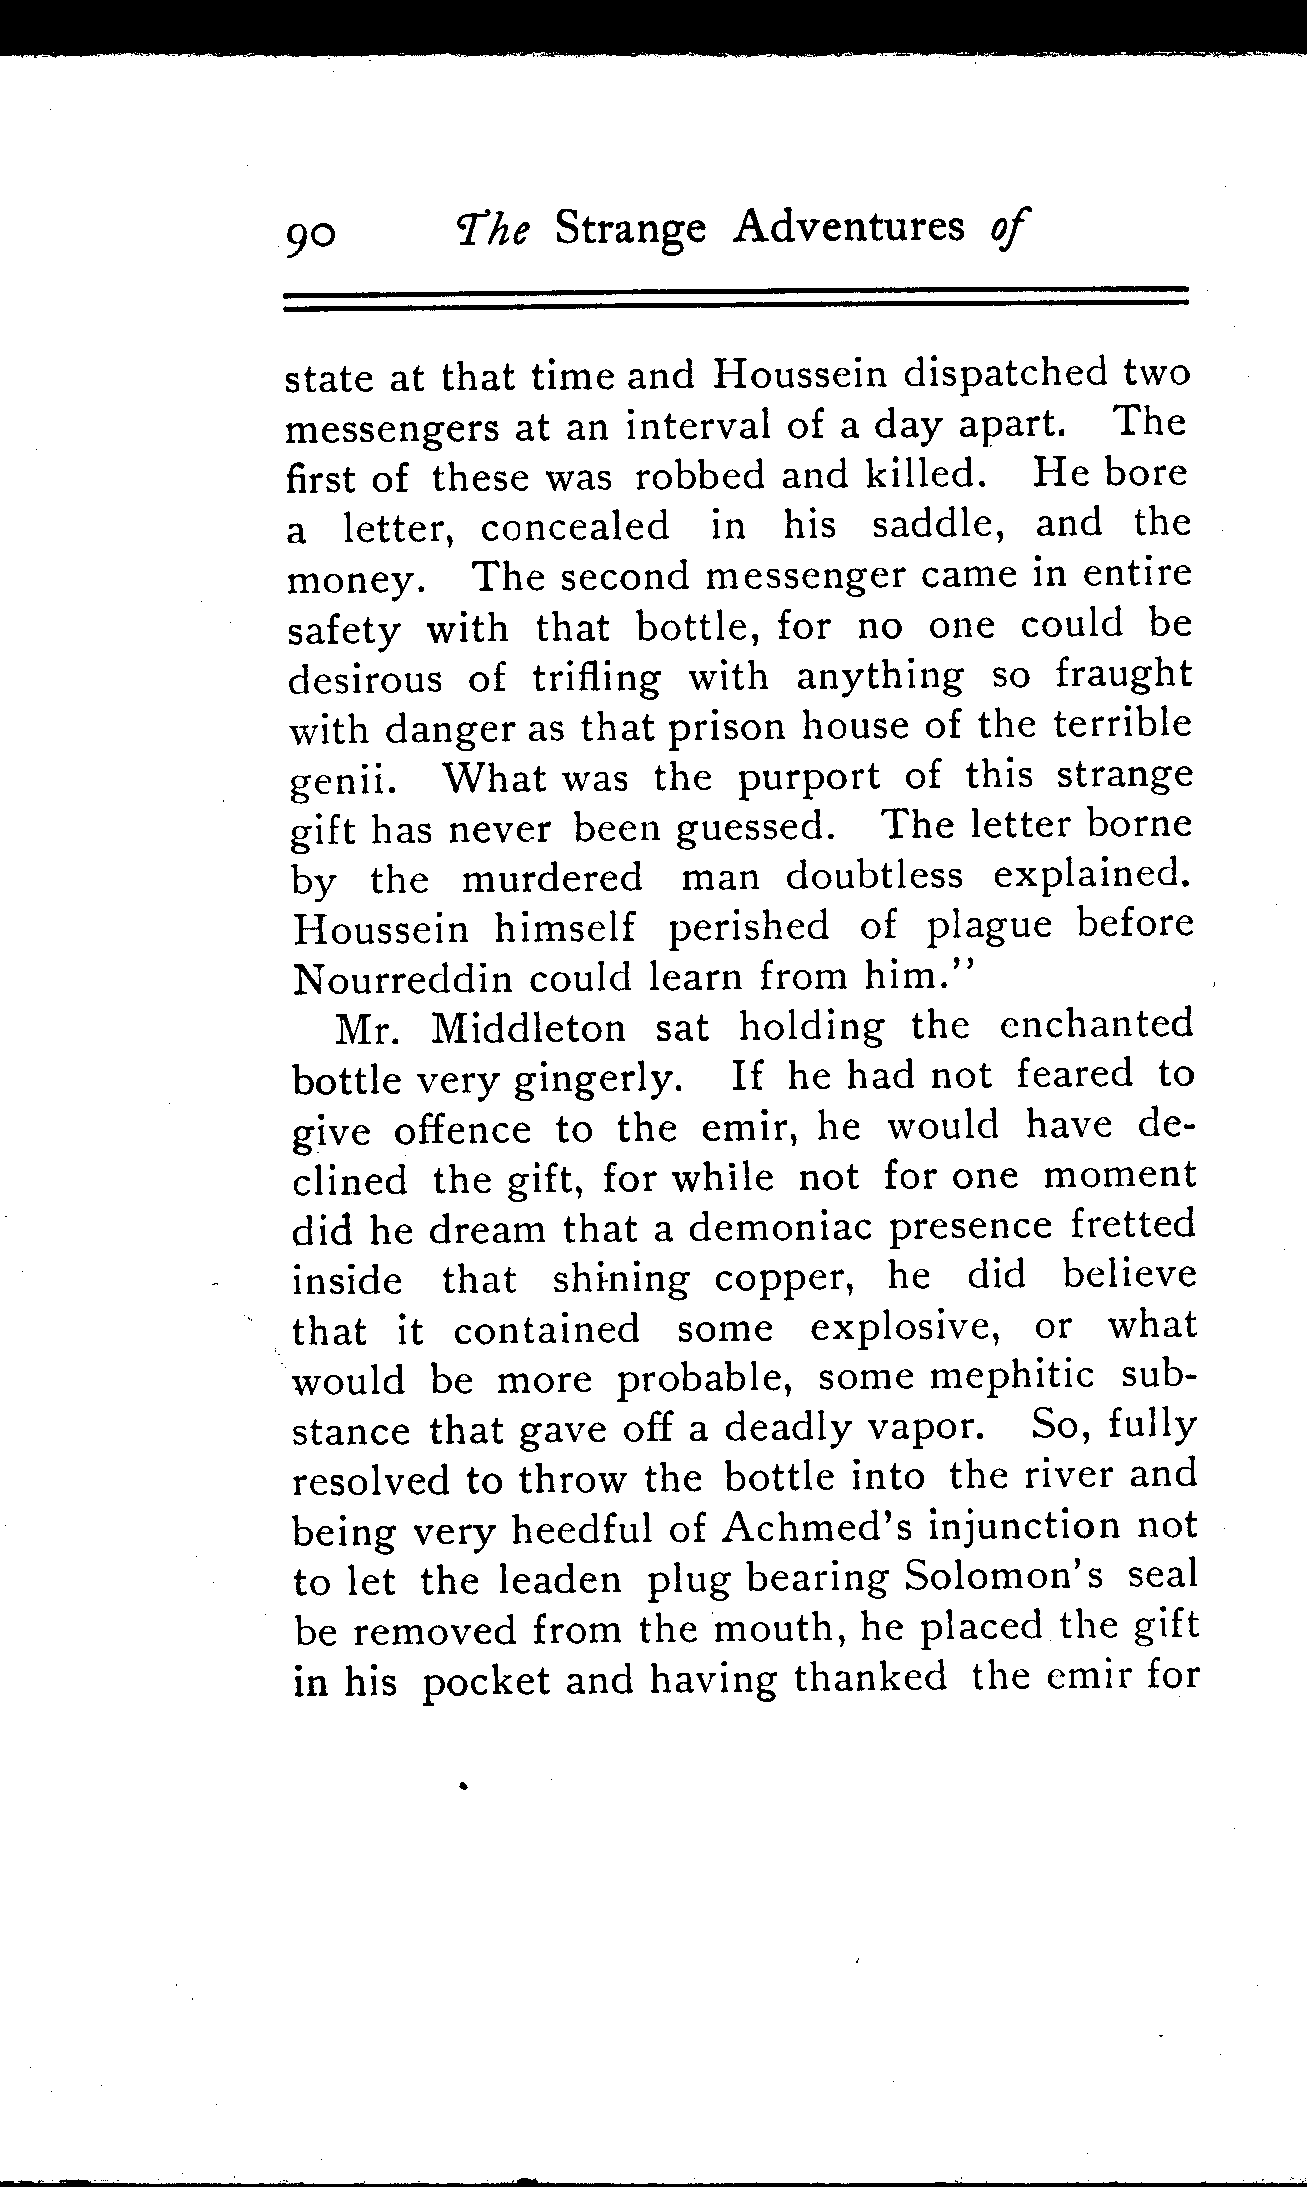 90 The Strange Adventures of
state at that time and Houssein dispatched two
messengers at an interval of a day apart. The
first of these was robbed and killed. He bore
a letter, concealed in his saddle, and the
money. The second messenger came in entire
safety with that bottle, for no one could be
desirous of trifling with anything so fraught
with danger as that prison house of the terrible
genii. What was the purport of this strange
gift has never been guessed. The letter borne
by the murdered man doubtless explained.
Houssein himself perished of plague before
Nourreddin could learn from him.”
Mr. Middleton sat holding the enchanted
bottle very gingerly. If he had not feared to
give offence to the emir, he would have de-
clined the gift, for while not for one moment
did he dream that a demoniac presence fretted
inside that shining copper, he did believe
that it contained some explosive, or what
would be more probable, some mephitic sub-
stance that gave off a deadly vapor. So, fully
resolved to throw the bottle into the river and
being very heedful of Achmed's injunction not
to let the leaden plug bearing Solomon's seal
be removed from the mouth, he placed the gift
in his pocket and having thanked the emir for